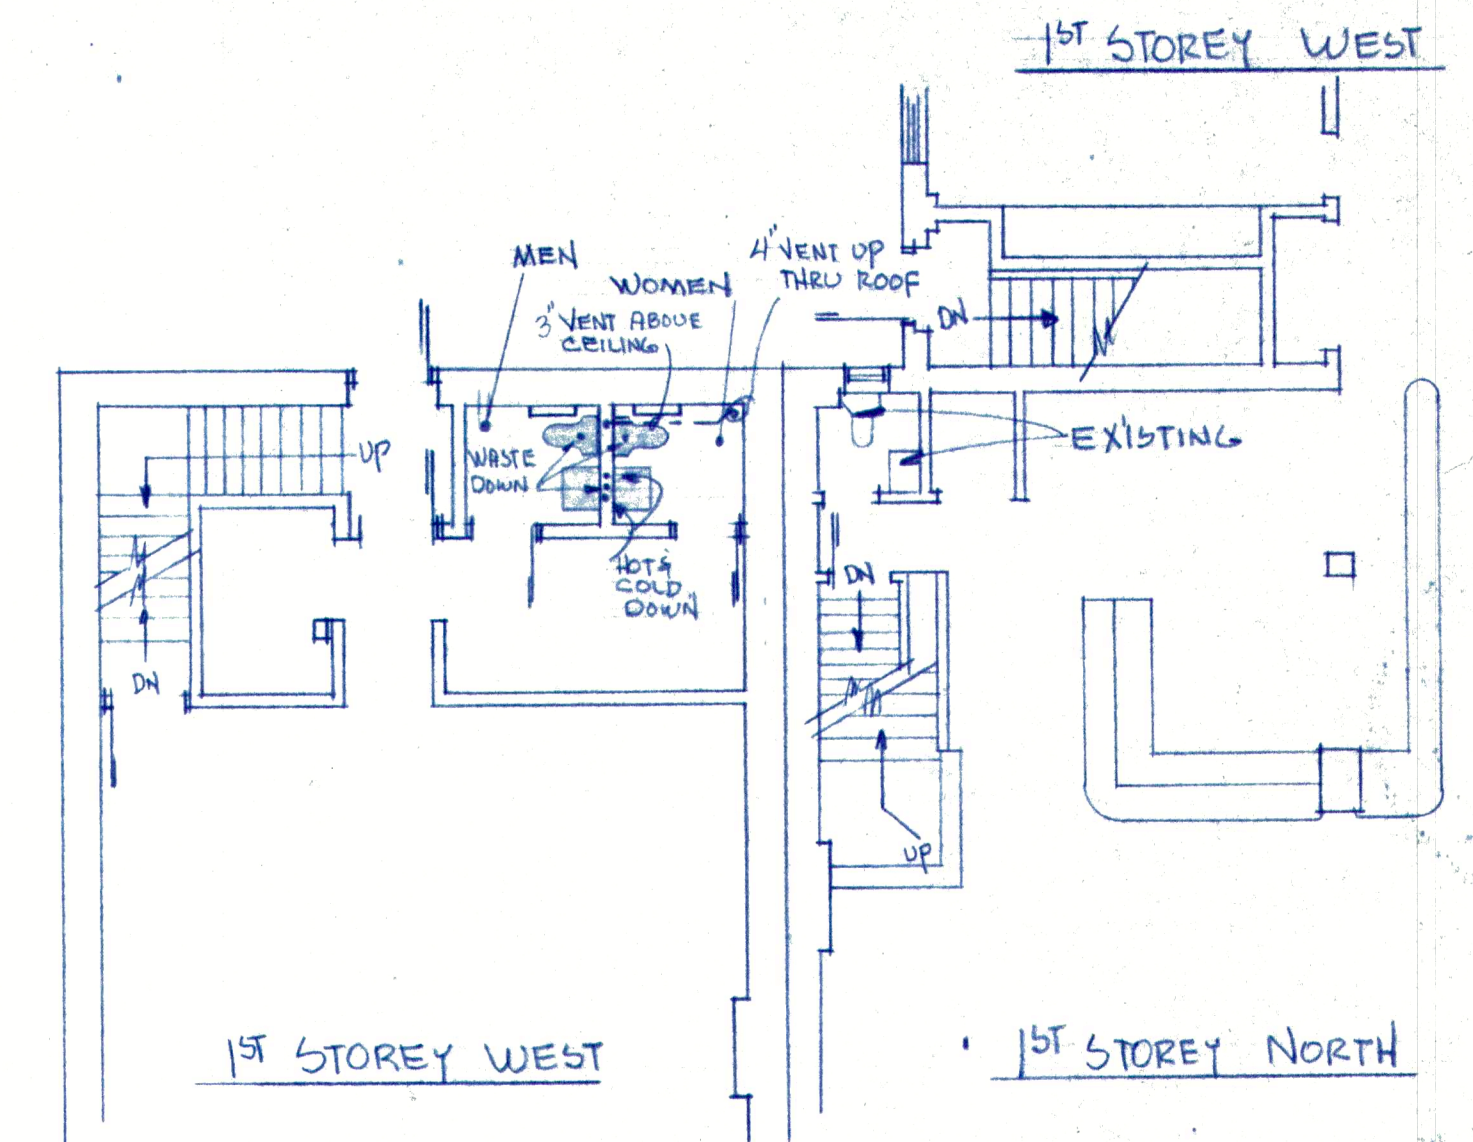 1ST STOREY WEST
MEN
WOMEN
4" VENT UP
THRU ROOF
3" VENT ABOVE
CEILING
DN
UP
WASTE
DOWN
EXISTING
HOT &
COLD
DOWN
DN
DN
UP
1ST STOREY WEST
1ST STOREY NORTH